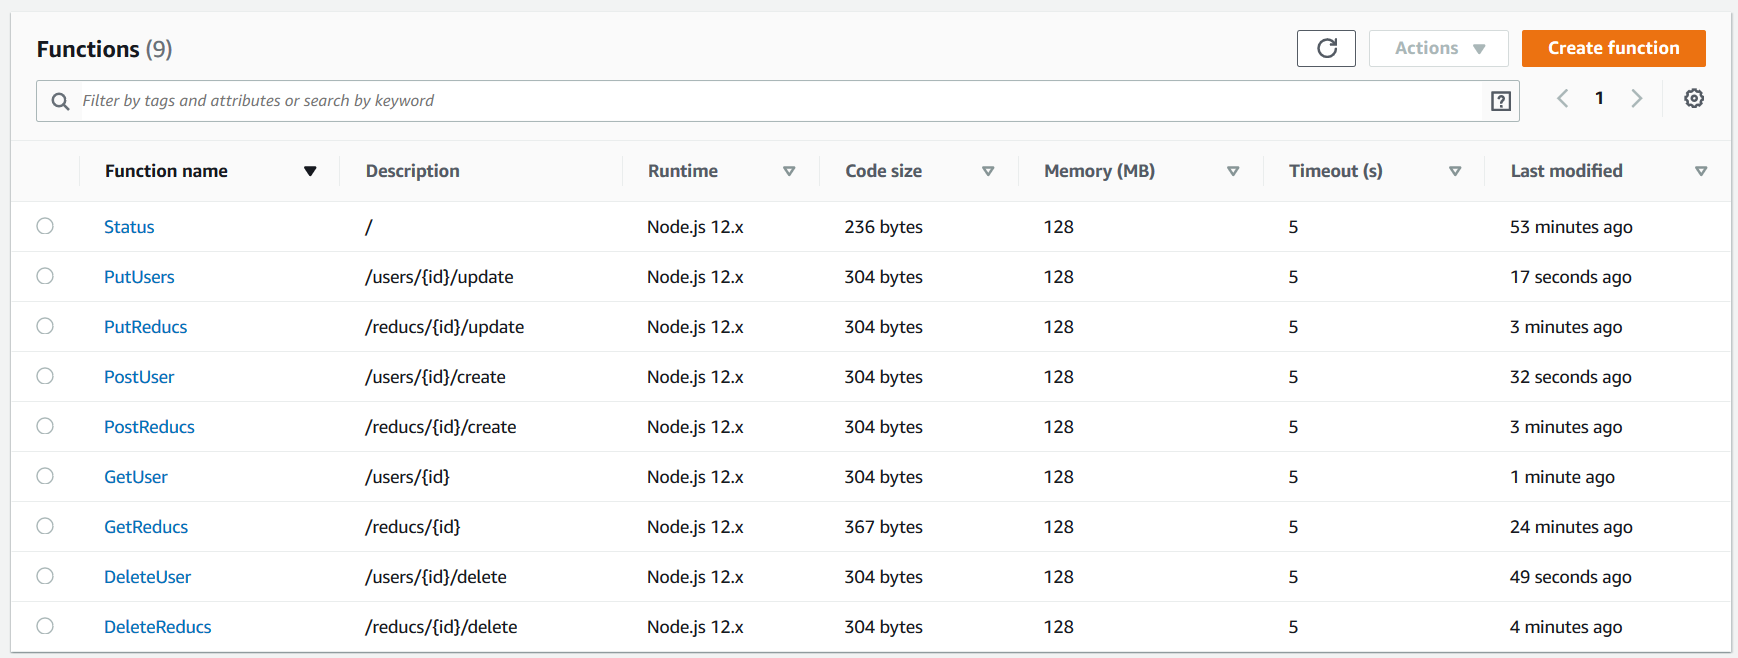 Functions (9)
Actions
Create function
Filter by tags and attributes or search by keyword
1
Function name Description Runtime Code size Memory (MB) Timeout (s) Last modified
Status / Node.js 12.x 236 bytes 128 5 53 minutes ago
PutUsers /users/{id}/update Node.js 12.x 304 bytes 128 5 17 seconds ago
PutReducs /reducs/{id}/update Node.js 12.x 304 bytes 128 5 3 minutes ago
PostUser /users/{id}/create Node.js 12.x 304 bytes 128 5 32 seconds ago
PostReducs /reducs/{id}/create Node.js 12.x 304 bytes 128 5 3 minutes ago
GetUser /users/{id} Node.js 12.x 304 bytes 128 5 1 minute ago
GetReducs /reducs/{id} Node.js 12.x 367 bytes 128 5 24 minutes ago
DeleteUser /users/{id}/delete Node.js 12.x 304 bytes 128 5 49 seconds ago
DeleteReducs /reducs/{id}/delete Node.js 12.x 304 bytes 128 5 4 minutes ago